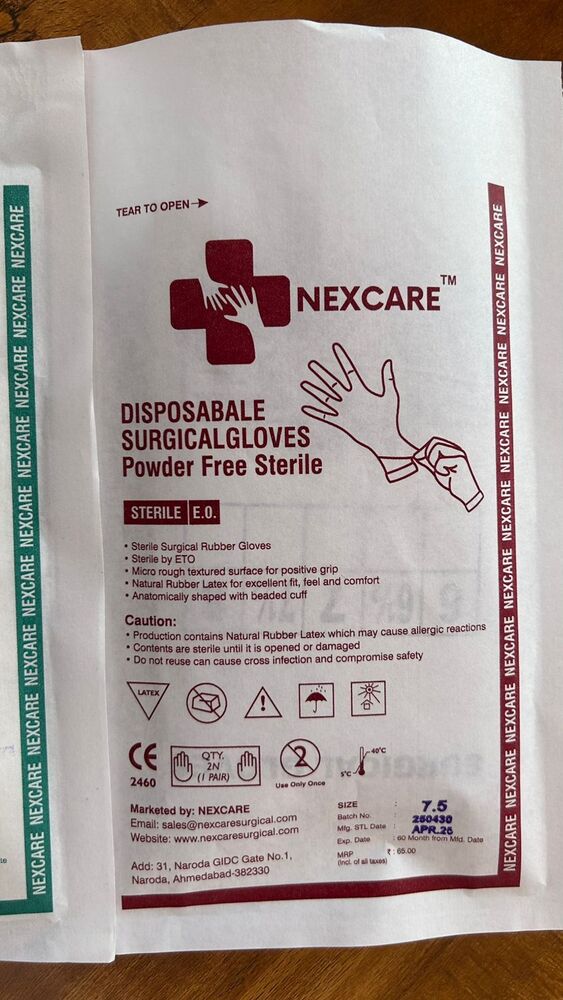 TEAR TO OPEN
NEXCARE™
DISPOSABALE
SURGICALGLOVES
Powder Free Sterile
STERILE E.O.
• Sterile Surgical Rubber Gloves
• Sterile by ETO
• Micro rough textured surface for positive grip
• Natural Rubber Latex for excellent fit, feel and comfort
• Anatomically shaped with beaded cuff
Caution:
• Production contains Natural Rubber Latex which may cause allergic reactions
• Contents are sterile until it is opened or damaged
• Do not reuse can cause cross infection and compromise safety
LATEX
CE
2460
QTY.
2N
(1 PAIR)
2
Use Only Once
5°C
40°C
Marketed by: NEXCARE
Email: sales@nexcaresurgical.com
Website: www.nexcaresurgical.com
Add: 31, Naroda GIDC Gate No.1,
Naroda, Ahmedabad-382330
SIZE : 7.5
Batch No. : 250430
Mfg. STL Date : APR.25
Exp. Date : 60 Month from Mfd. Date
MRP ₹ : 65.00
(incl. of all taxes)
NEXCARE NEXCARE NEXCARE NEXCARE NEXCARE NEXCARE NEXCARE NEXCARE NEXCARE
NEXCARE NEXCARE NEXCARE NEXCARE NEXCARE NEXCARE NEXCARE NEXCARE NEXCARE